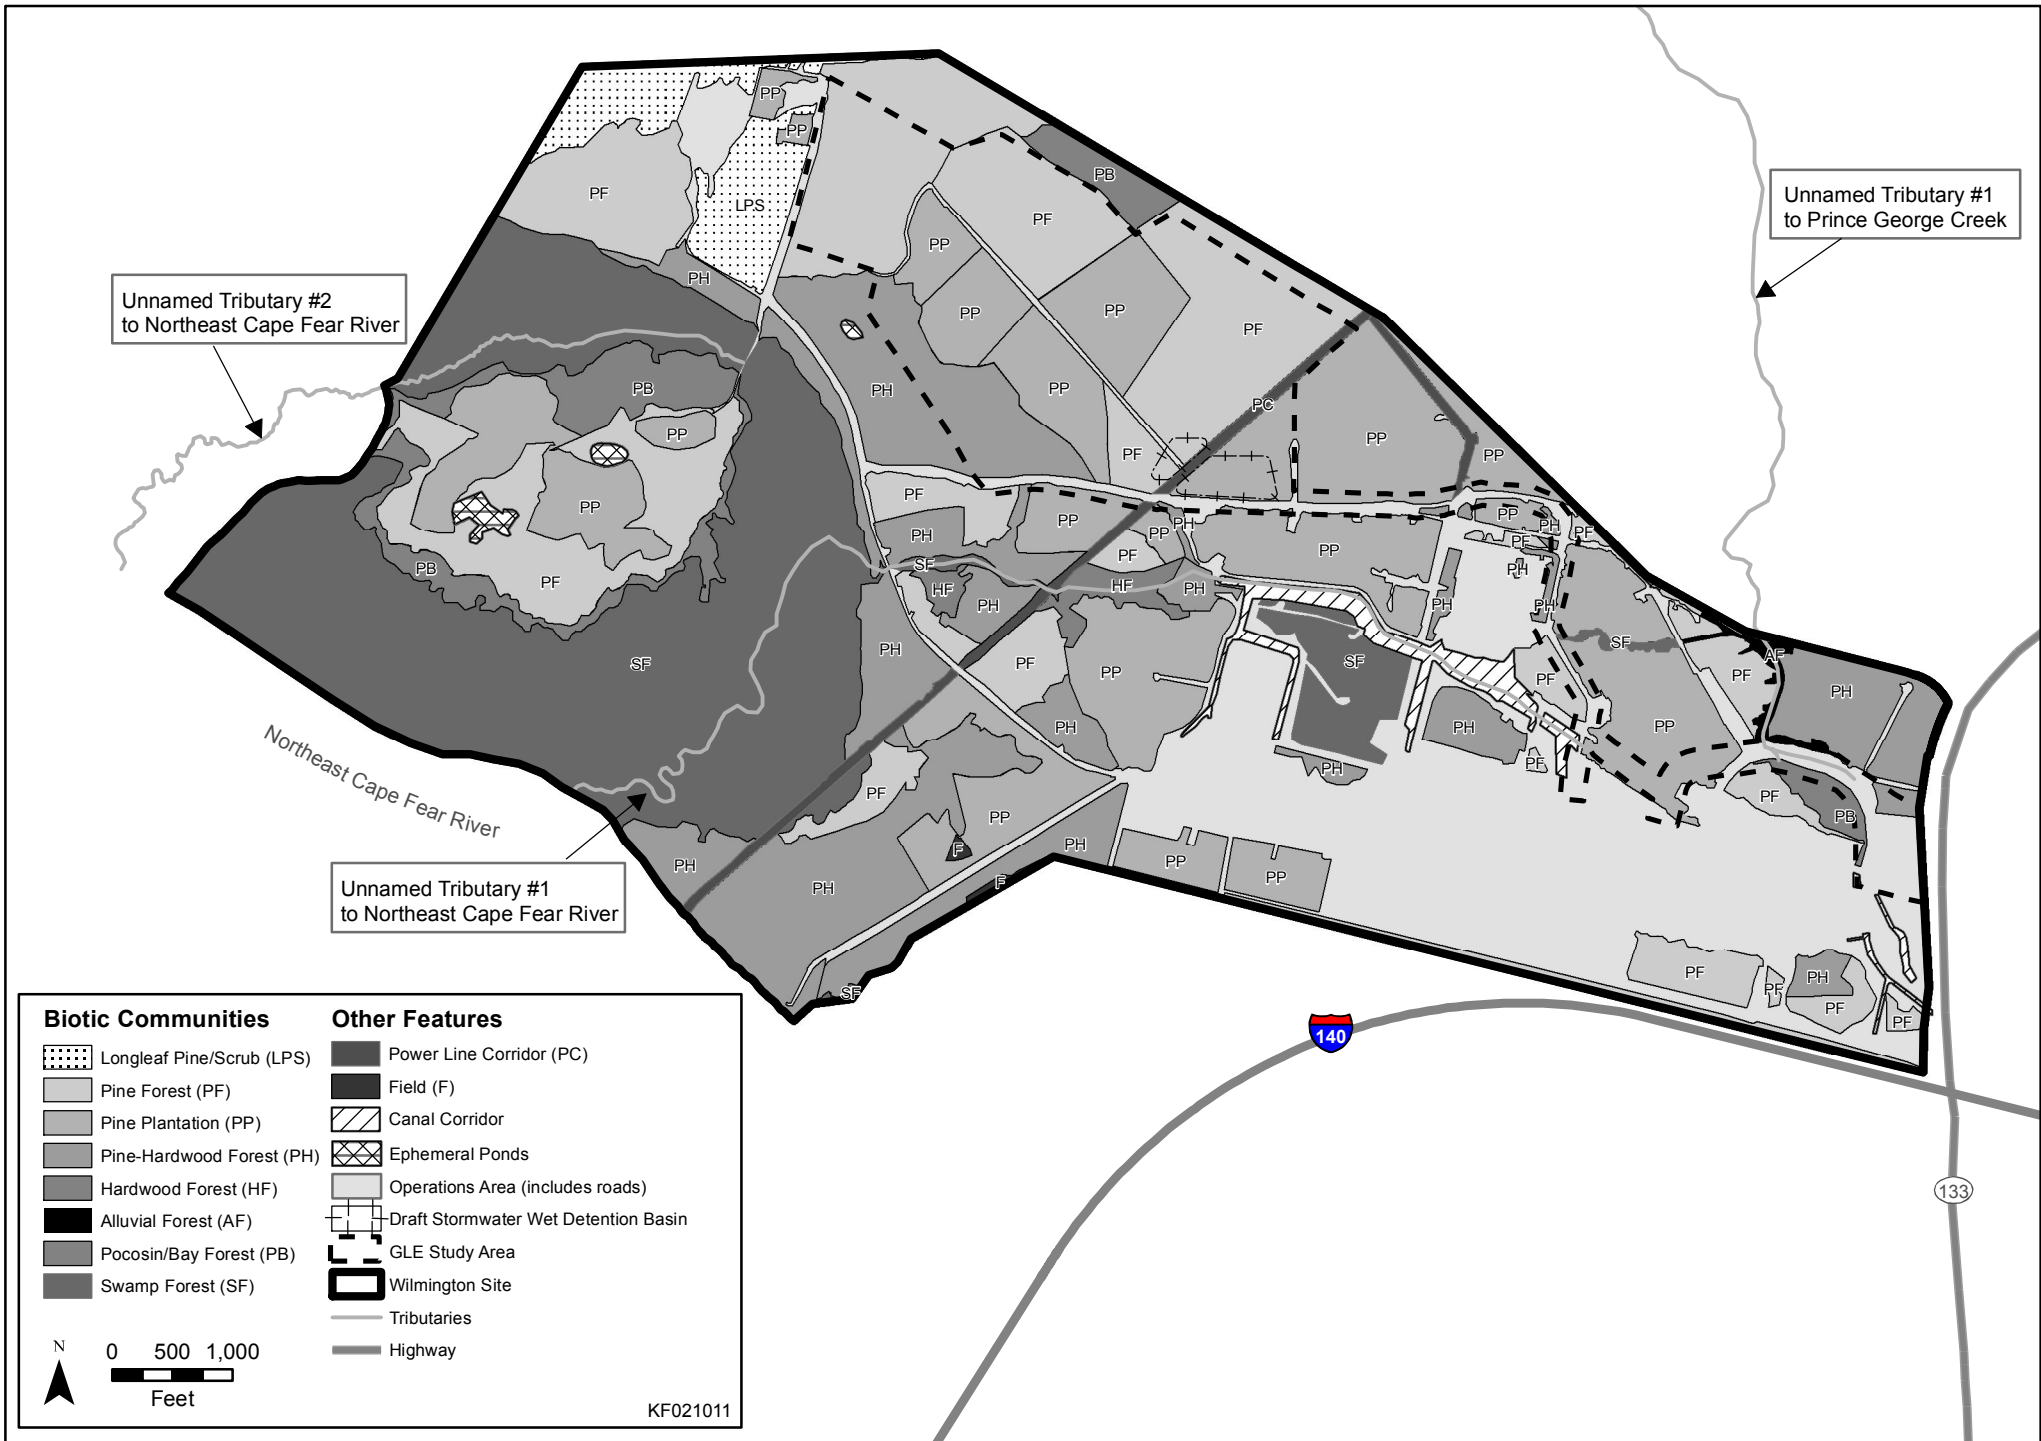 PP
PP
PB
PF
LPS
PF
PP
PH
Unnamed Tributary #1
to Prince George Creek
Unnamed Tributary #2
to Northeast Cape Fear River
PP
PP
PF
PH
PB
PP
PC
PP
PP
PF
PP
PP
PF
PP
PH
PP
PP
PH
PF
PH
PP
PF
PF
PP
PH
PF
SF
PB
PF
HF
PH
HF
PH
PH
PH
PH
SF
PH
PF
PP
SF
SF
PF
AF
PF
PH
PH
PH
PP
PH
PF
Northeast Cape Fear River
PF
PP
PF
PB
F
PH
PH
PH
PP
PP
F
Unnamed Tributary #1
to Northeast Cape Fear River
PF
PF
PH
PF
PF
SF
140
133
Biotic Communities
Longleaf Pine/Scrub (LPS)
Pine Forest (PF)
Pine Plantation (PP)
Pine-Hardwood Forest (PH)
Hardwood Forest (HF)
Alluvial Forest (AF)
Pocosin/Bay Forest (PB)
Swamp Forest (SF)
Other Features
Power Line Corridor (PC)
Field (F)
Canal Corridor
Ephemeral Ponds
Operations Area (includes roads)
Draft Stormwater Wet Detention Basin
GLE Study Area
Wilmington Site
Tributaries
Highway
N
0 500 1,000
Feet
KF021011